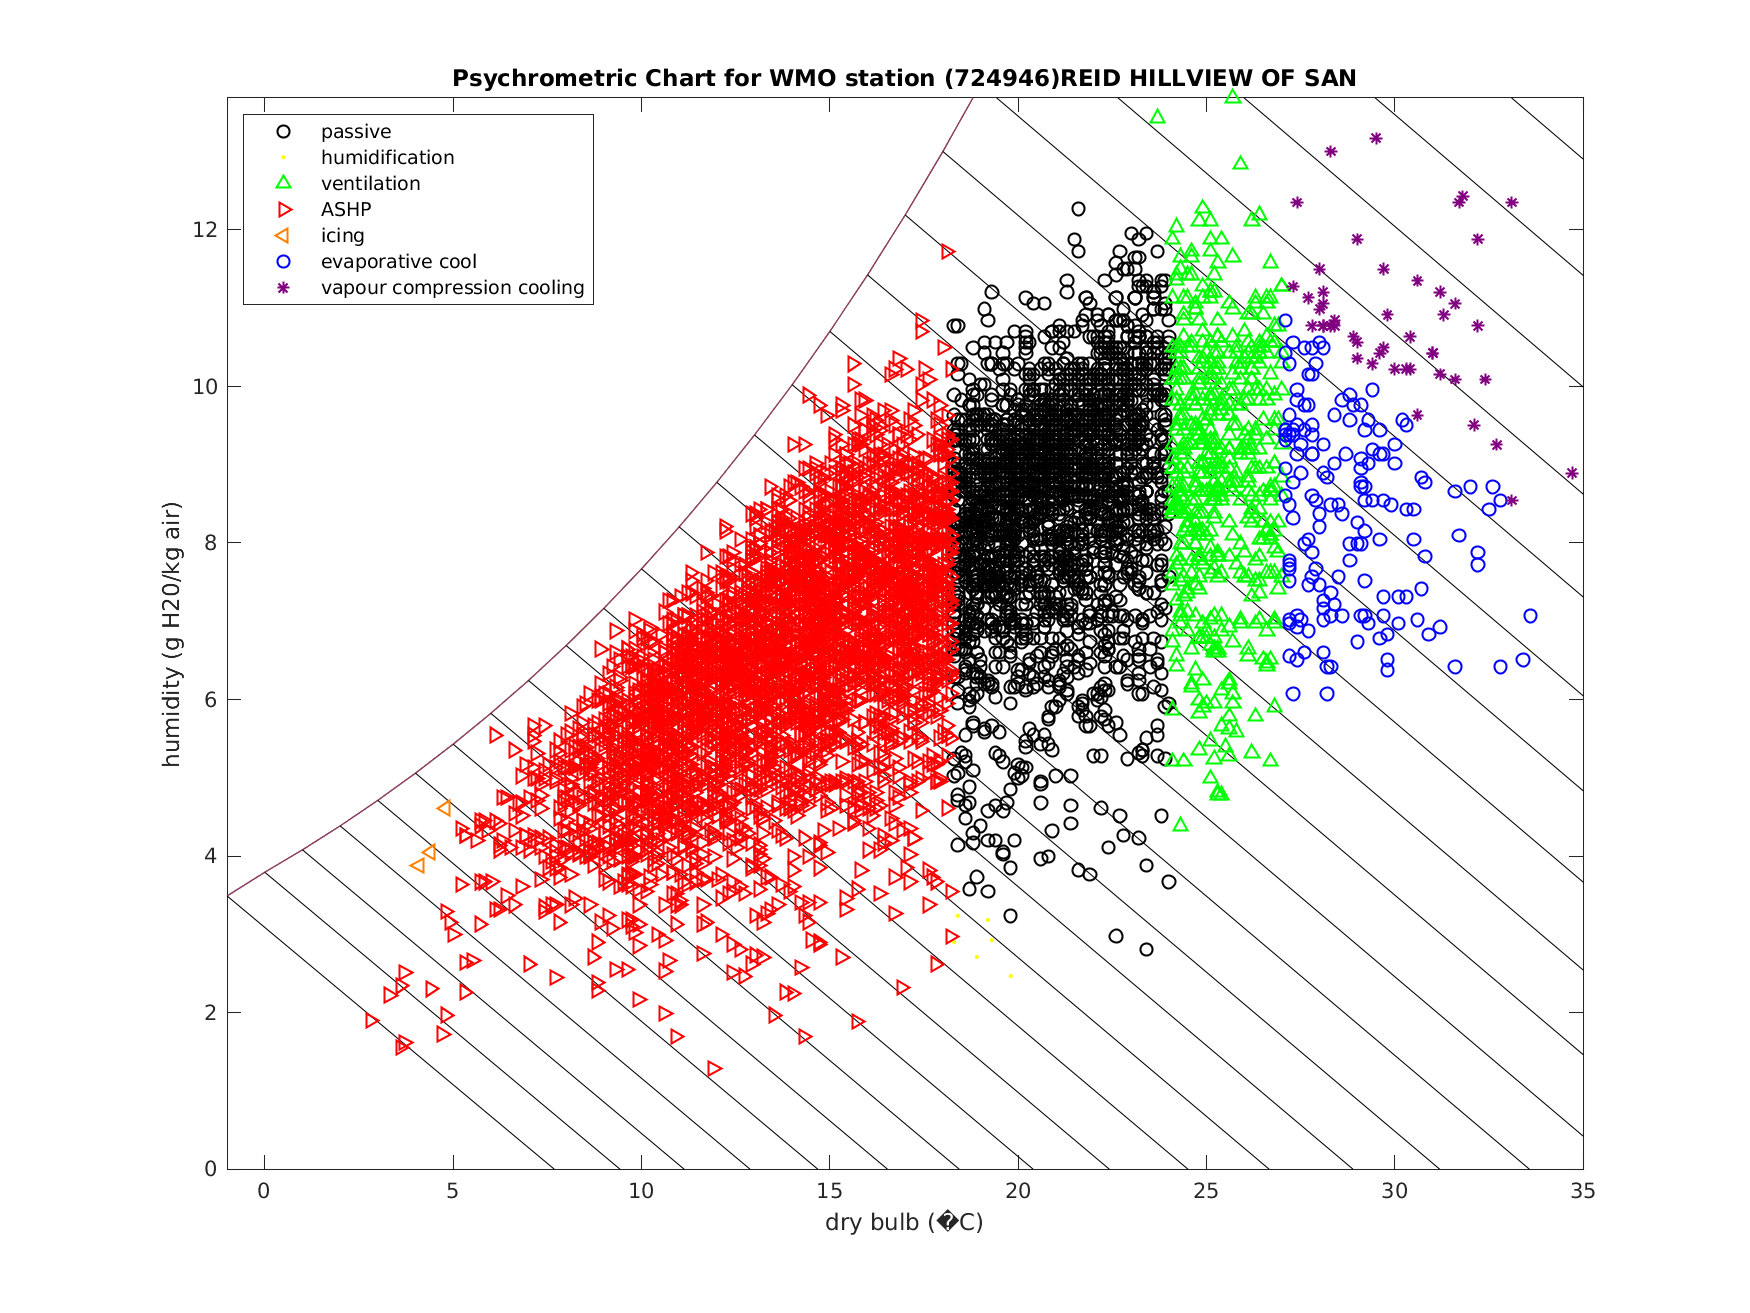 Psychrometric Chart for WMO station (724946)REID HILLVIEW OF SAN
passive
humidification
ventilation
ASHP
icing
evaporative cool
vapour compression cooling
humidity (g H20/kg air)
12
10
8
6
4
2
0
0 5 10 15 20 25 30 35
dry bulb (�C)